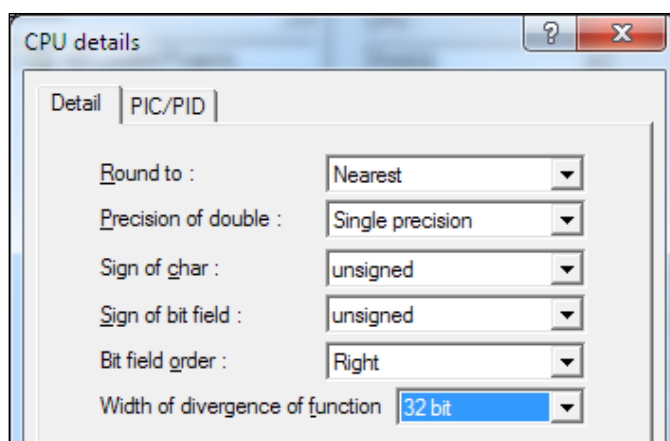 CPU details
?
X
Detail
PIC/PID
Round to :
Nearest
Precision of double :
Single precision
Sign of char :
unsigned
Sign of bit field :
unsigned
Bit field order :
Right
Width of divergence of function
32 bit